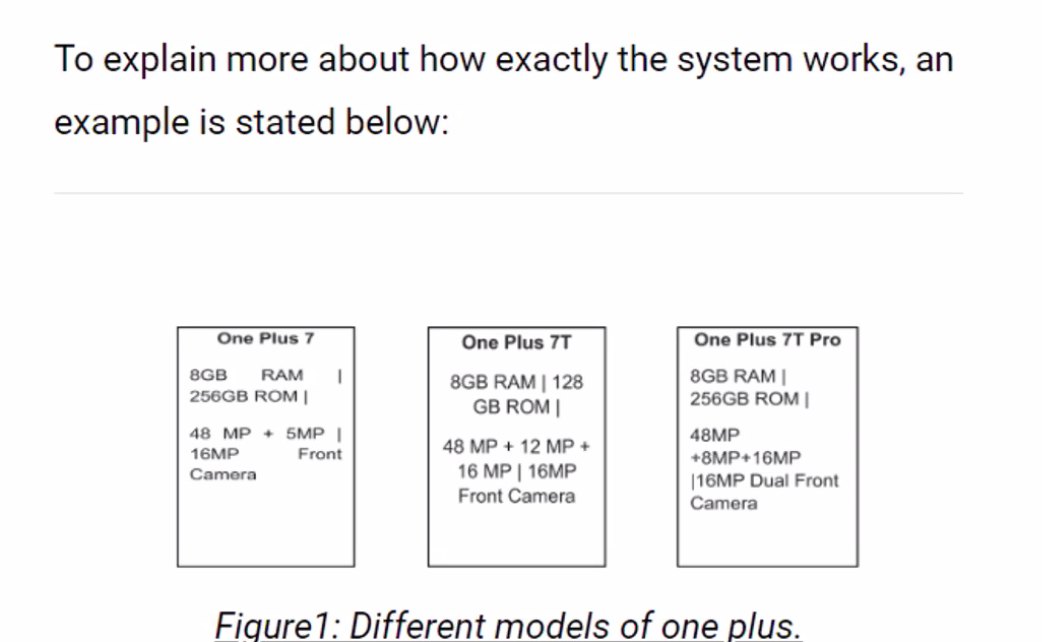 To explain more about how exactly the system works, an
example is stated below:
One Plus 7
8GB RAM |
256GB ROM |
48 MP + 5MP |
16MP Front
Camera
One Plus 7T
8GB RAM | 128
GB ROM |
48 MP + 12 MP +
16 MP | 16MP
Front Camera
One Plus 7T Pro
8GB RAM |
256GB ROM |
48MP
+8MP+16MP
|16MP Dual Front
Camera
Figure1: Different models of one plus.